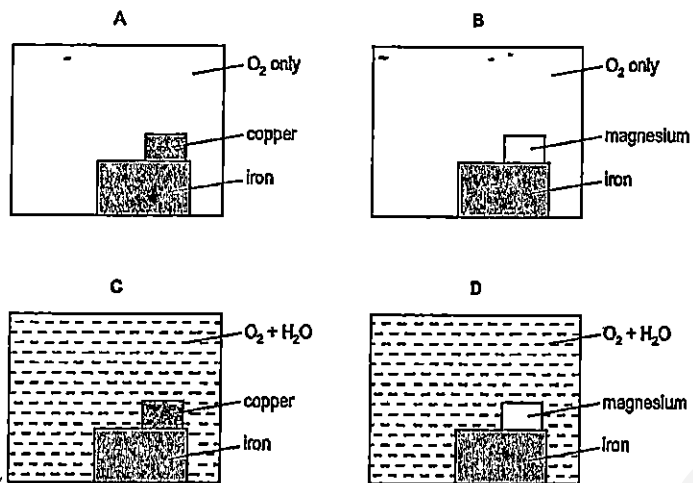 A
O₂ only
copper
iron
B
O₂ only
magnesium
iron
C
O₂ + H₂O
copper
iron
D
O₂ + H₂O
magnesium
iron